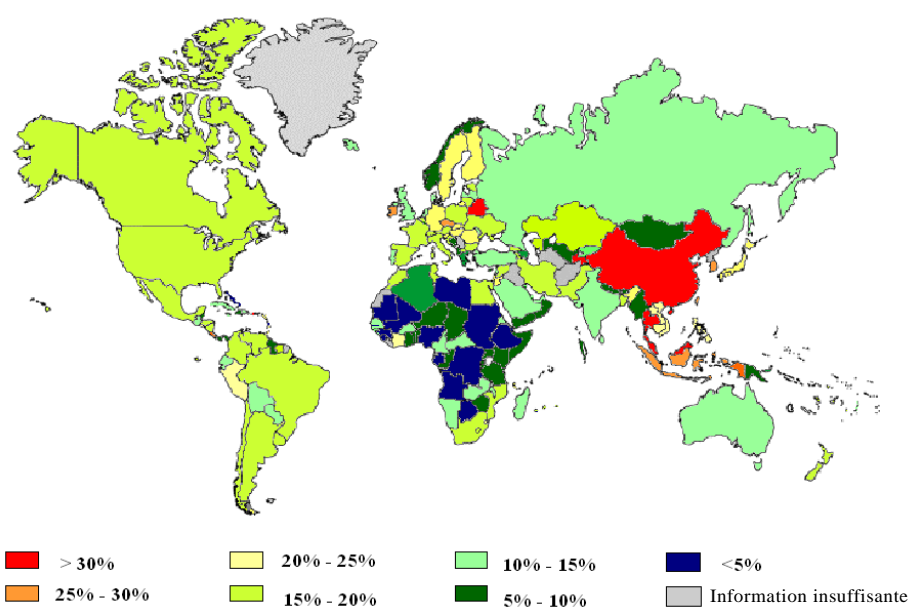 > 30%
20% - 25%
10% - 15%
<5%
25% - 30%
15% - 20%
5% - 10%
Information insuffisante